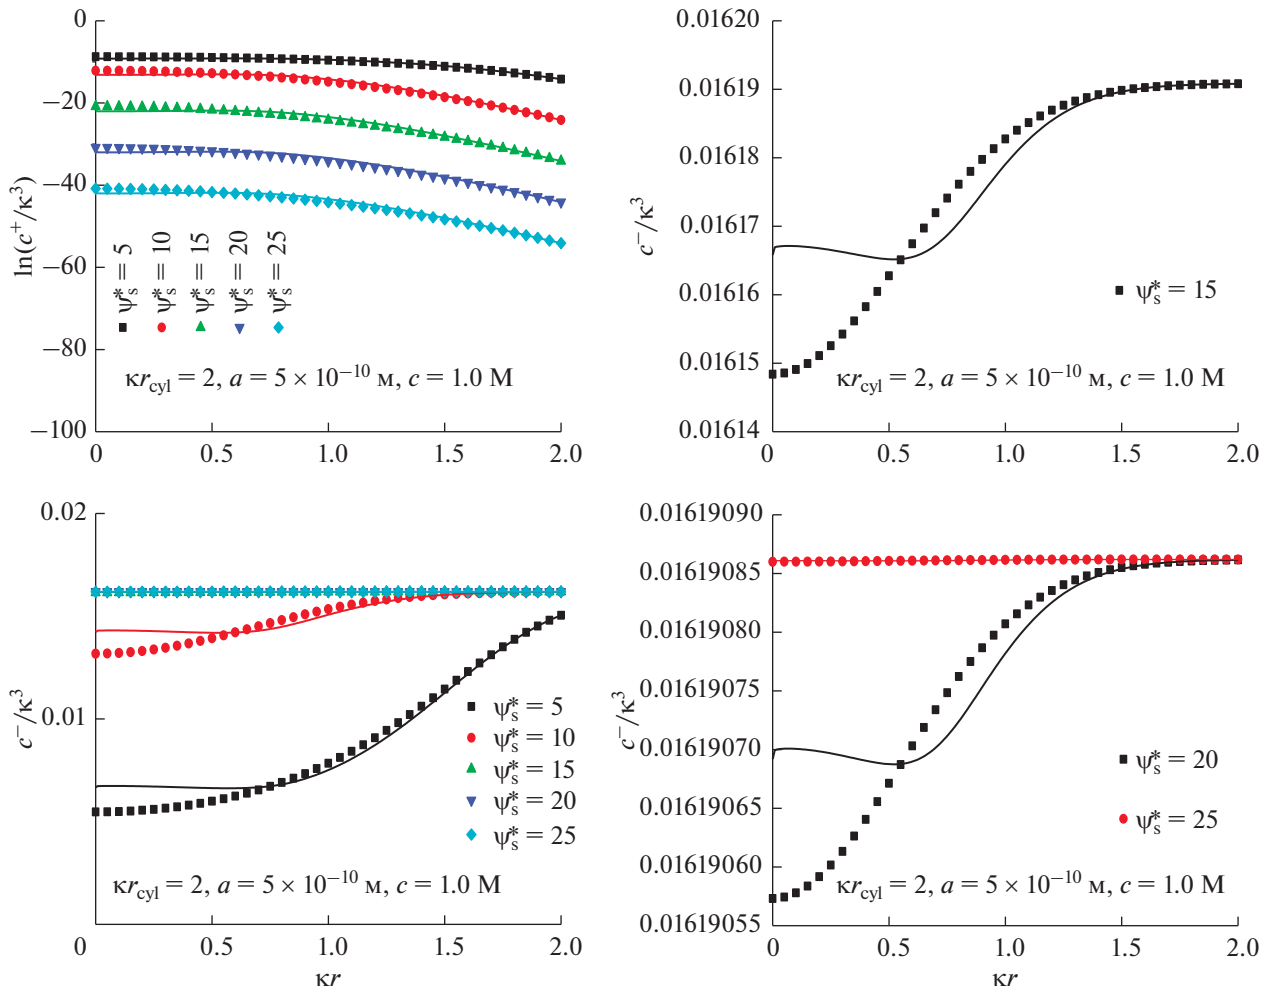 0
−20
−40
−60
−80
−100
ln(c⁺/κ³)
ψ*ₛ = 5
ψ*ₛ = 10
ψ*ₛ = 15
ψ*ₛ = 20
ψ*ₛ = 25
κr_cyl = 2, a = 5 × 10⁻¹⁰ м, c = 1.0 М
0 0.5 1.0 1.5 2.0
0.01620
0.01619
0.01618
0.01617
0.01616
0.01615
0.01614
c⁻/κ³
ψ*ₛ = 15
κr_cyl = 2, a = 5 × 10⁻¹⁰ м, c = 1.0 М
0 0.5 1.0 1.5 2.0
0.02
0.01
c⁻/κ³
ψ*ₛ = 5
ψ*ₛ = 10
ψ*ₛ = 15
ψ*ₛ = 20
ψ*ₛ = 25
κr_cyl = 2, a = 5 × 10⁻¹⁰ м, c = 1.0 М
0 0.5 1.0 1.5 2.0
κr
0.01619090
0.01619085
0.01619080
0.01619075
0.01619070
0.01619065
0.01619060
0.01619055
c⁻/κ³
ψ*ₛ = 20
ψ*ₛ = 25
κr_cyl = 2, a = 5 × 10⁻¹⁰ м, c = 1.0 М
0 0.5 1.0 1.5 2.0
κr